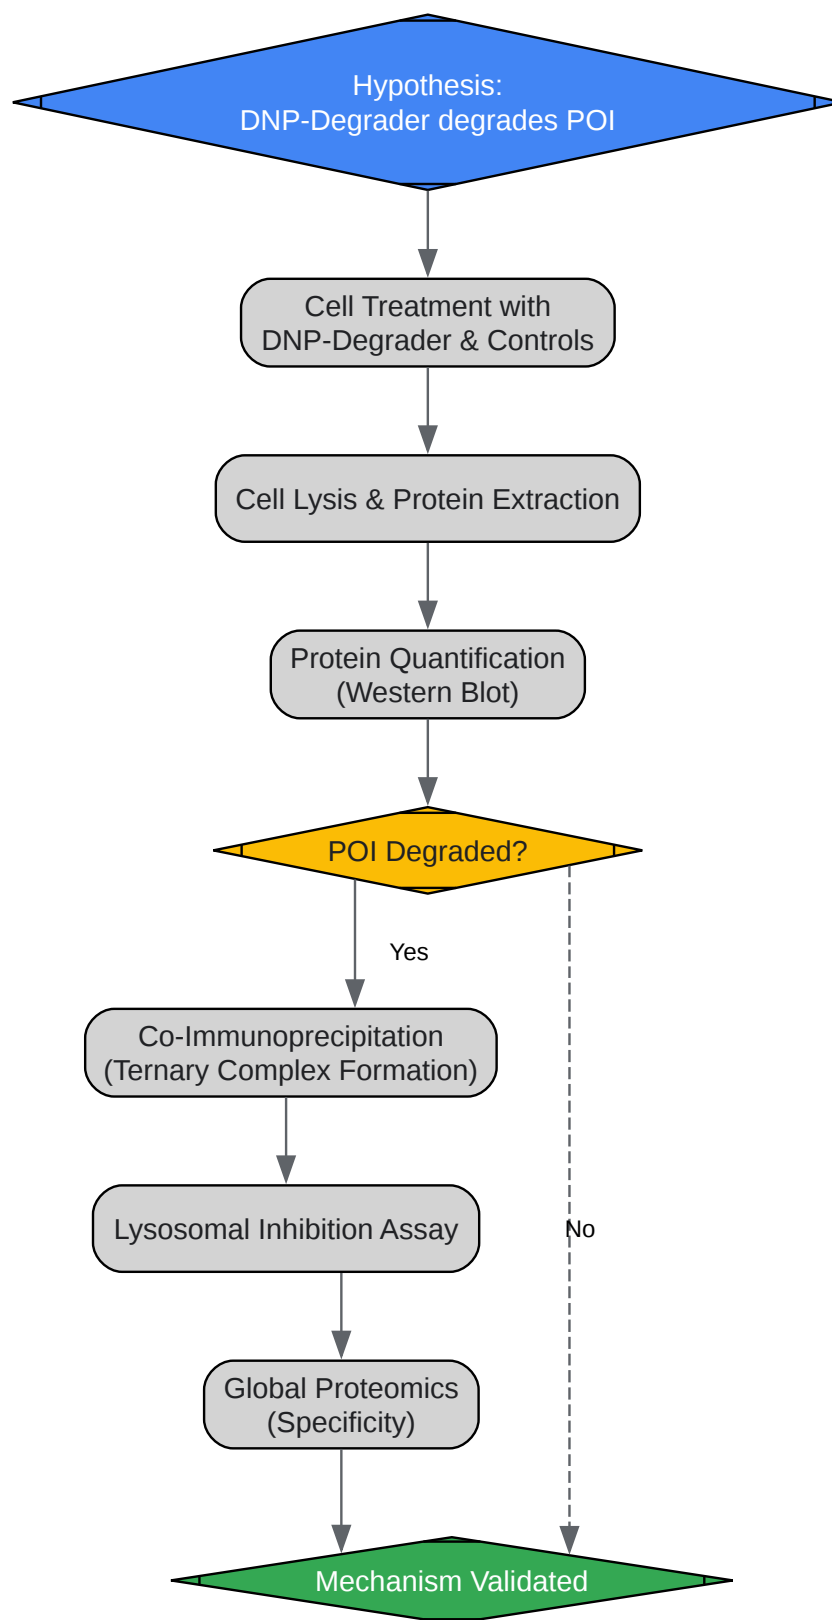 Hypothesis:
DNP-Degrader degrades POI
Cell Treatment with
DNP-Degrader & Controls
Cell Lysis & Protein Extraction
Protein Quantification
(Western Blot)
POI Degraded?
Yes
Co-Immunoprecipitation
(Ternary Complex Formation)
Lysosomal Inhibition Assay
No
Global Proteomics
(Specificity)
Mechanism Validated